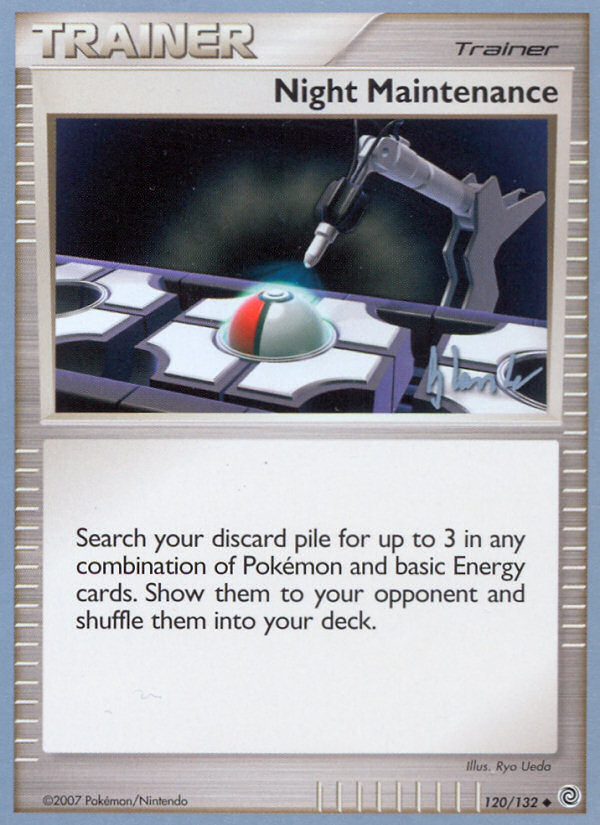 TRAINER
Trainer
Night Maintenance
Search your discard pile for up to 3 in any
combination of Pokémon and basic Energy
cards. Show them to your opponent and
shuffle them into your deck.
Illus. Ryo Ueda
©2007 Pokémon/Nintendo
120/132